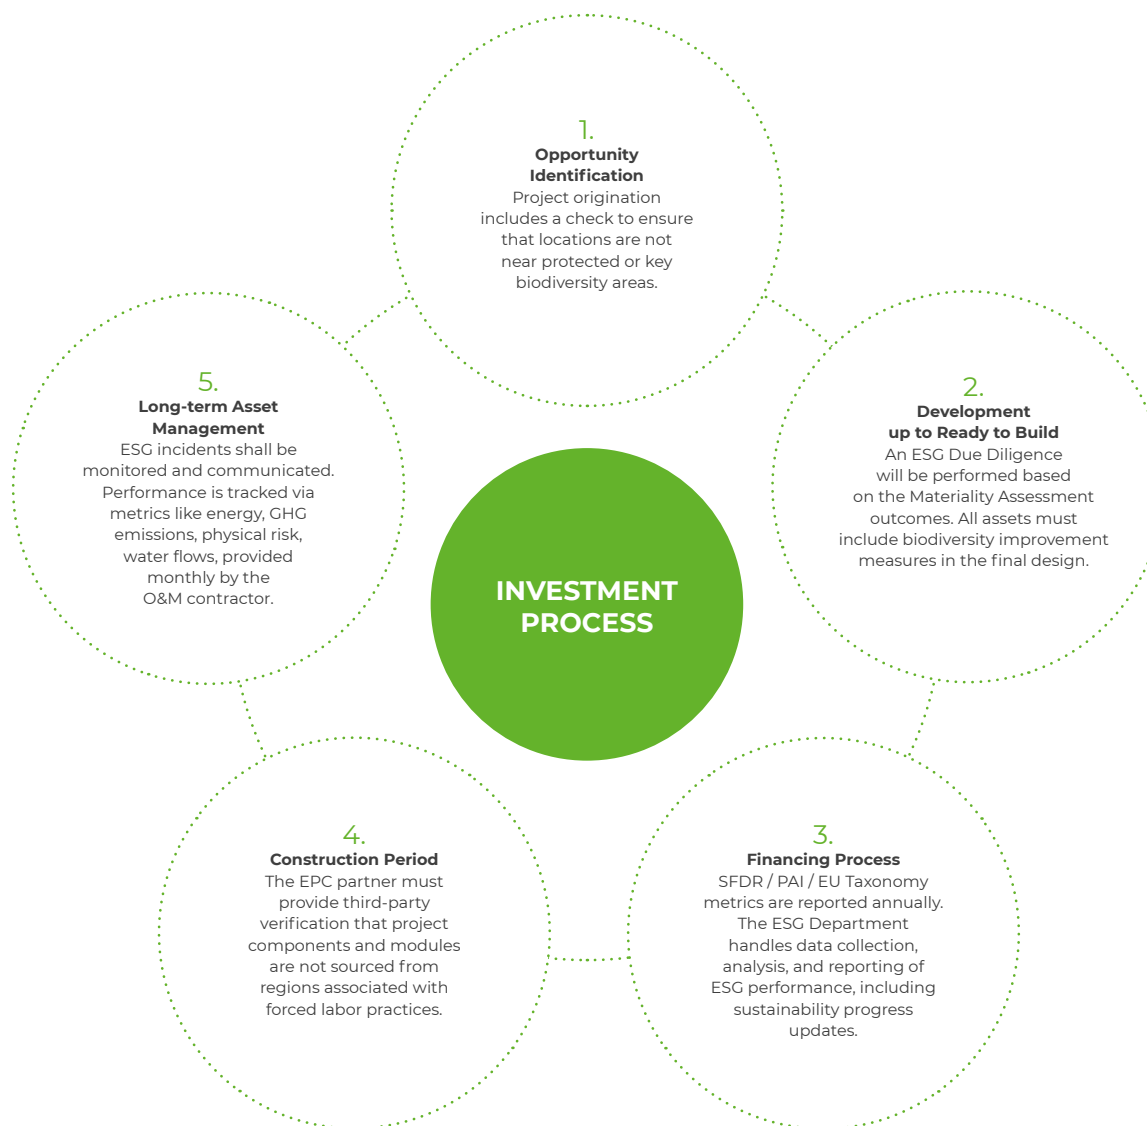 1.
Opportunity
Identification
Project origination
includes a check to ensure
that locations are not
near protected or key
biodiversity areas.
2.
Development
up to Ready to Build
An ESG Due Diligence
will be performed based
on the Materiality Assessment
outcomes. All assets must
include biodiversity improvement
measures in the final design.
3.
Financing Process
SFDR / PAI / EU Taxonomy
metrics are reported annually.
The ESG Department
handles data collection,
analysis, and reporting of
ESG performance, including
sustainability progress
updates.
4.
Construction Period
The EPC partner must
provide third-party
verification that project
components and modules
are not sourced from
regions associated with
forced labor practices.
5.
Long-term Asset
Management
ESG incidents shall be
monitored and communicated.
Performance is tracked via
metrics like energy, GHG
emissions, physical risk,
water flows, provided
monthly by the
O&M contractor.
INVESTMENT
PROCESS